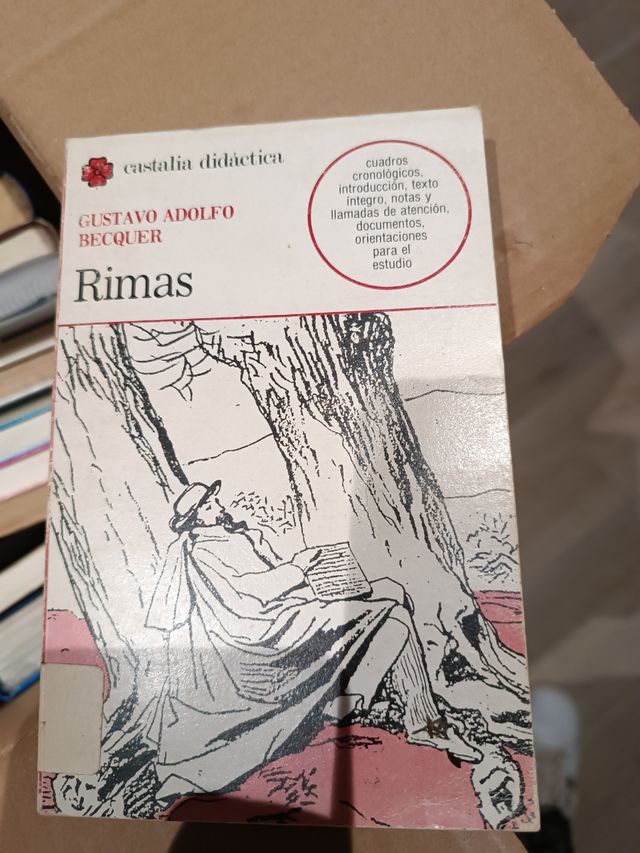 castalia didáctica
GUSTAVO ADOLFO
BECQUER
Rimas
cuadros
cronológicos,
introducción, texto
íntegro, notas y
llamadas de atención,
documentos,
orientaciones
para el
estudio